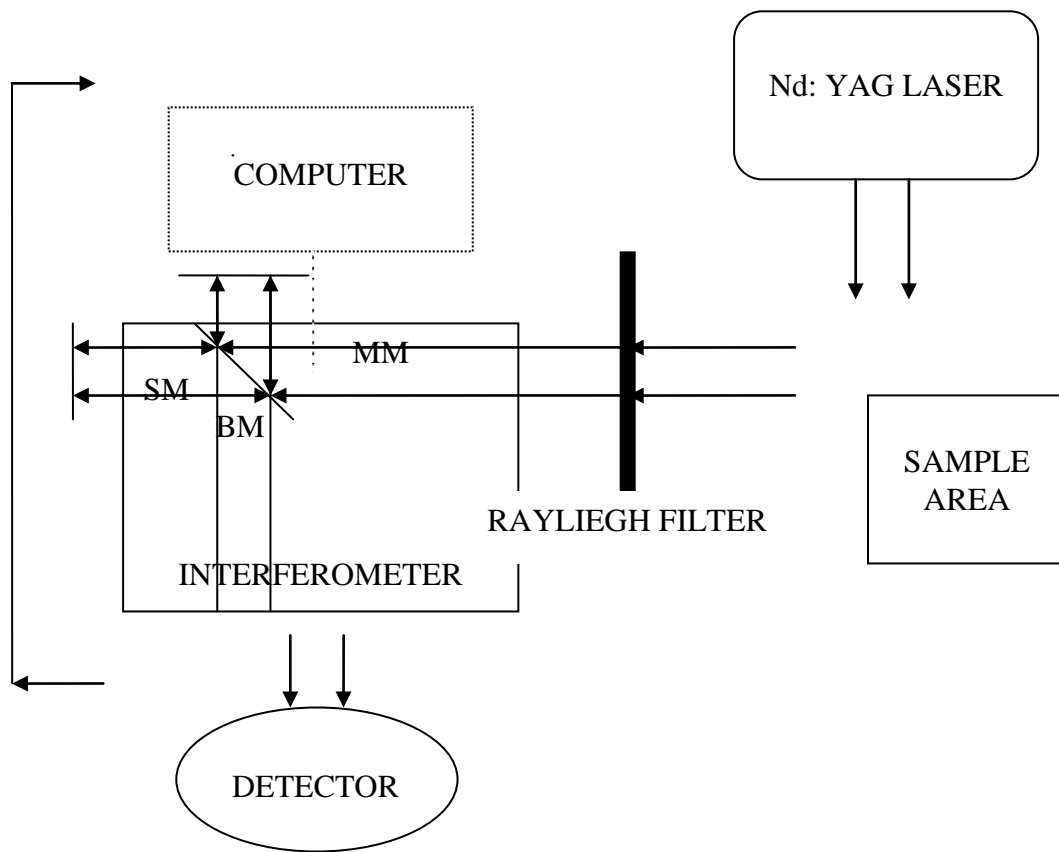 Nd: YAG LASER
COMPUTER
MM
SM
BM
SAMPLE
AREA
RAYLIEGH FILTER
INTERFEROMETER
DETECTOR